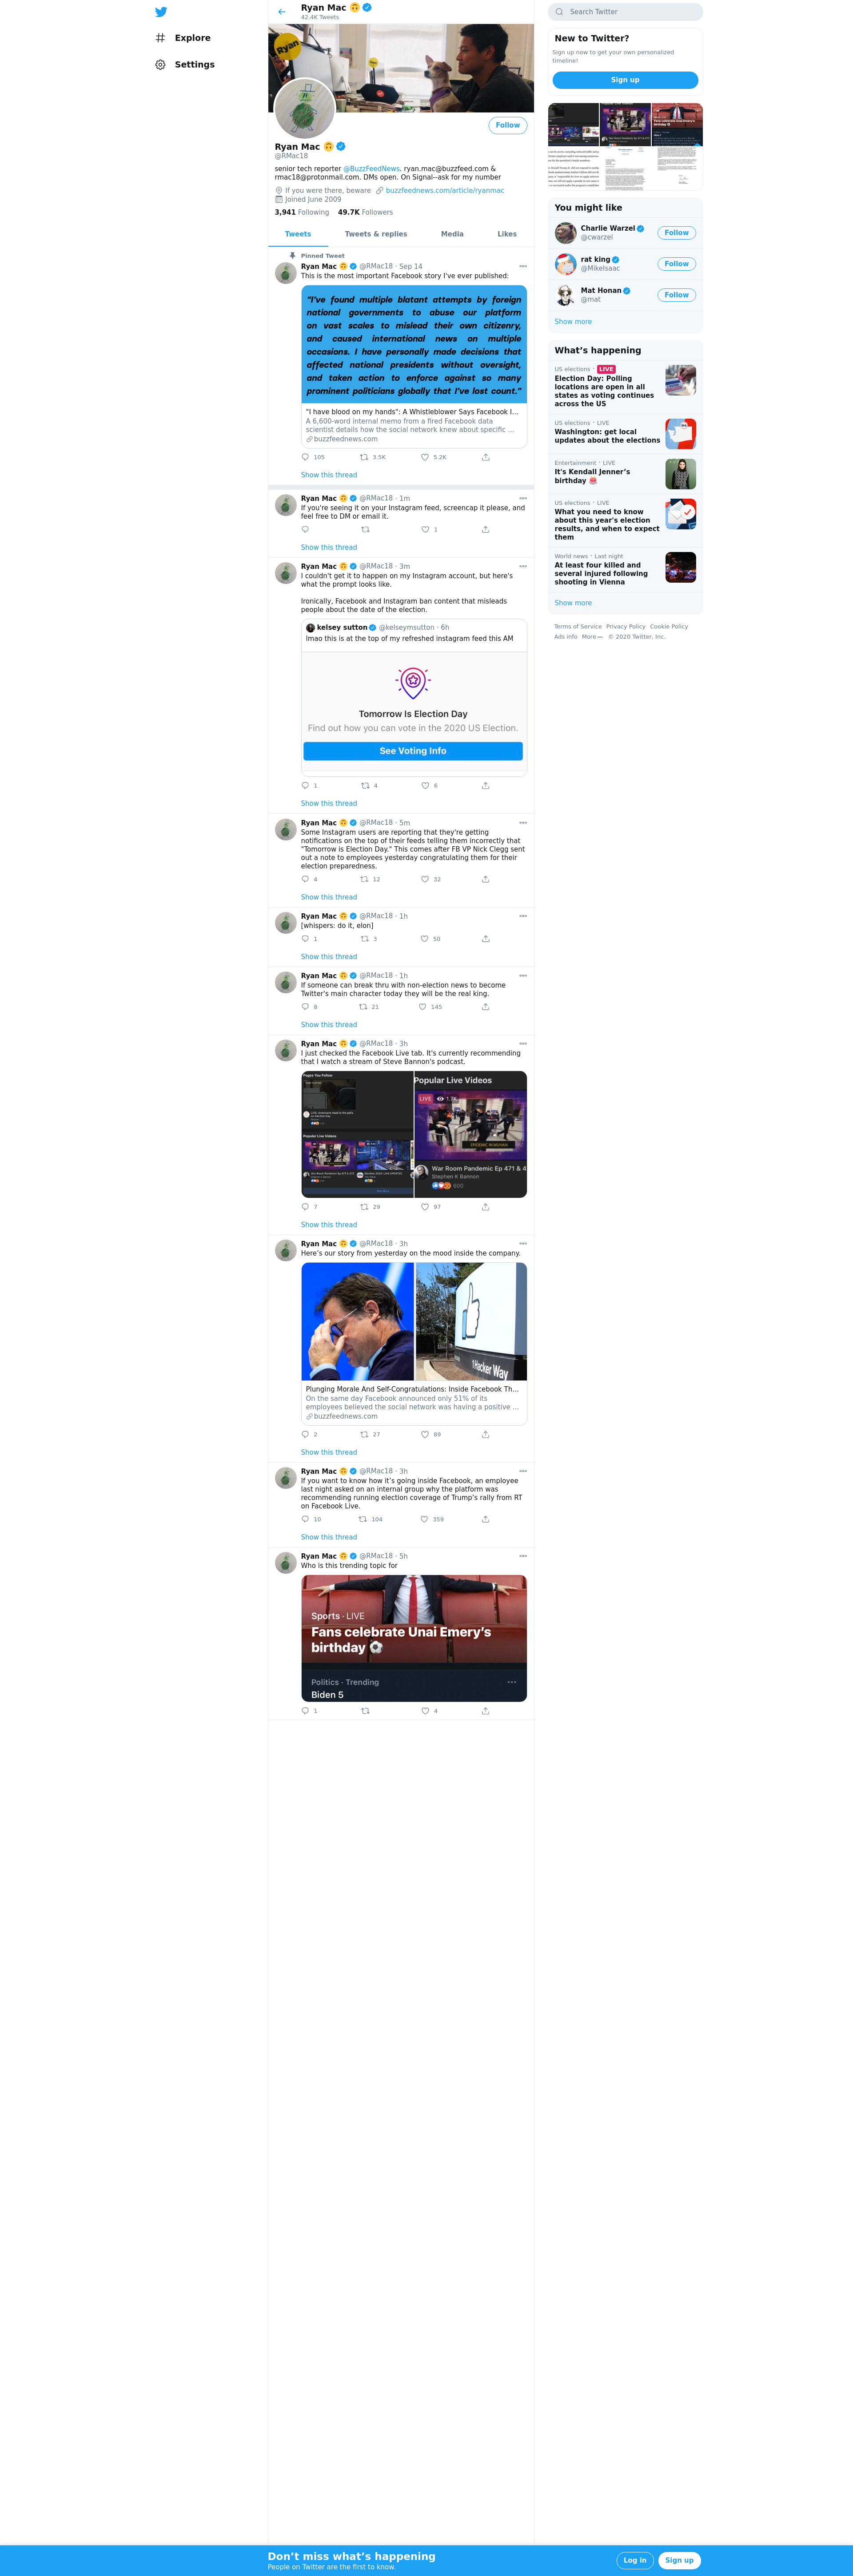 Explore
Settings
Ryan Mac 🙃
42.4K Tweets
Ryan
Follow
Ryan Mac 🙃
@RMac18
senior tech reporter @BuzzFeedNews. ryan.mac@buzzfeed.com &
rmac18@protonmail.com. DMs open. On Signal--ask for my number
If you were there, beware buzzfeednews.com/article/ryanmac
Joined June 2009
3,941 Following 49.7K Followers
Tweets Tweets & replies Media Likes
Pinned Tweet
Ryan Mac 🙃 @RMac18 · Sep 14
This is the most important Facebook story I've ever published:
"I've found multiple blatant attempts by foreign
national governments to abuse our platform
on vast scales to mislead their own citizenry,
and caused international news on multiple
occasions. I have personally made decisions that
affected national presidents without oversight,
and taken action to enforce against so many
prominent politicians globally that I've lost count."
"I have blood on my hands": A Whistleblower Says Facebook I...
A 6,600-word internal memo from a fired Facebook data
scientist details how the social network knew about specific ...
buzzfeednews.com
105 3.5K 5.2K
Show this thread
Ryan Mac 🙃 @RMac18 · 1m
If you're seeing it on your Instagram feed, screencap it please, and
feel free to DM or email it.
1
Show this thread
Ryan Mac 🙃 @RMac18 · 3m
I couldn't get it to happen on my Instagram account, but here's
what the prompt looks like.
Ironically, Facebook and Instagram ban content that misleads
people about the date of the election.
kelsey sutton @kelseymsutton · 6h
lmao this is at the top of my refreshed instagram feed this AM
Tomorrow Is Election Day
Find out how you can vote in the 2020 US Election.
See Voting Info
1 4 6
Show this thread
Ryan Mac 🙃 @RMac18 · 5m
Some Instagram users are reporting that they're getting
notifications on the top of their feeds telling them incorrectly that
"Tomorrow is Election Day." This comes after FB VP Nick Clegg sent
out a note to employees yesterday congratulating them for their
election preparedness.
4 12 32
Show this thread
Ryan Mac 🙃 @RMac18 · 1h
[whispers: do it, elon]
1 3 50
Show this thread
Ryan Mac 🙃 @RMac18 · 1h
If someone can break thru with non-election news to become
Twitter's main character today they will be the real king.
8 21 145
Show this thread
Ryan Mac 🙃 @RMac18 · 3h
I just checked the Facebook Live tab. It's currently recommending
that I watch a stream of Steve Bannon's podcast.
Pages You Follow
Popular Live Videos
Popular Live Videos
LIVE 1.7K
War Room Pandemic Ep 471 & 4
Stephen K Bannon
600
7 29 97
Show this thread
Ryan Mac 🙃 @RMac18 · 3h
Here's our story from yesterday on the mood inside the company.
1 Hacker Way
Plunging Morale And Self-Congratulations: Inside Facebook Th...
On the same day Facebook announced only 51% of its
employees believed the social network was having a positive ...
buzzfeednews.com
2 27 89
Show this thread
Ryan Mac 🙃 @RMac18 · 3h
If you want to know how it's going inside Facebook, an employee
last night asked on an internal group why the platform was
recommending running election coverage of Trump's rally from RT
on Facebook Live.
10 104 359
Show this thread
Ryan Mac 🙃 @RMac18 · 5h
Who is this trending topic for
Sports · LIVE
Fans celebrate Unai Emery's
birthday ⚽
Politics · Trending
Biden 5
1 4
Search Twitter
New to Twitter?
Sign up now to get your own personalized
timeline!
Sign up
You might like
Charlie Warzel
@cwarzel
Follow
rat king
@MikeIsaac
Follow
Mat Honan
@mat
Follow
Show more
What's happening
US elections · LIVE
Election Day: Polling
locations are open in all
states as voting continues
across the US
US elections · LIVE
Washington: get local
updates about the elections
Entertainment · LIVE
It's Kendall Jenner's
birthday 🎂
US elections · LIVE
What you need to know
about this year's election
results, and when to expect
them
World news · Last night
At least four killed and
several injured following
shooting in Vienna
Show more
Terms of Service Privacy Policy Cookie Policy
Ads info More © 2020 Twitter, Inc.
Don't miss what's happening
People on Twitter are the first to know.
Log in Sign up